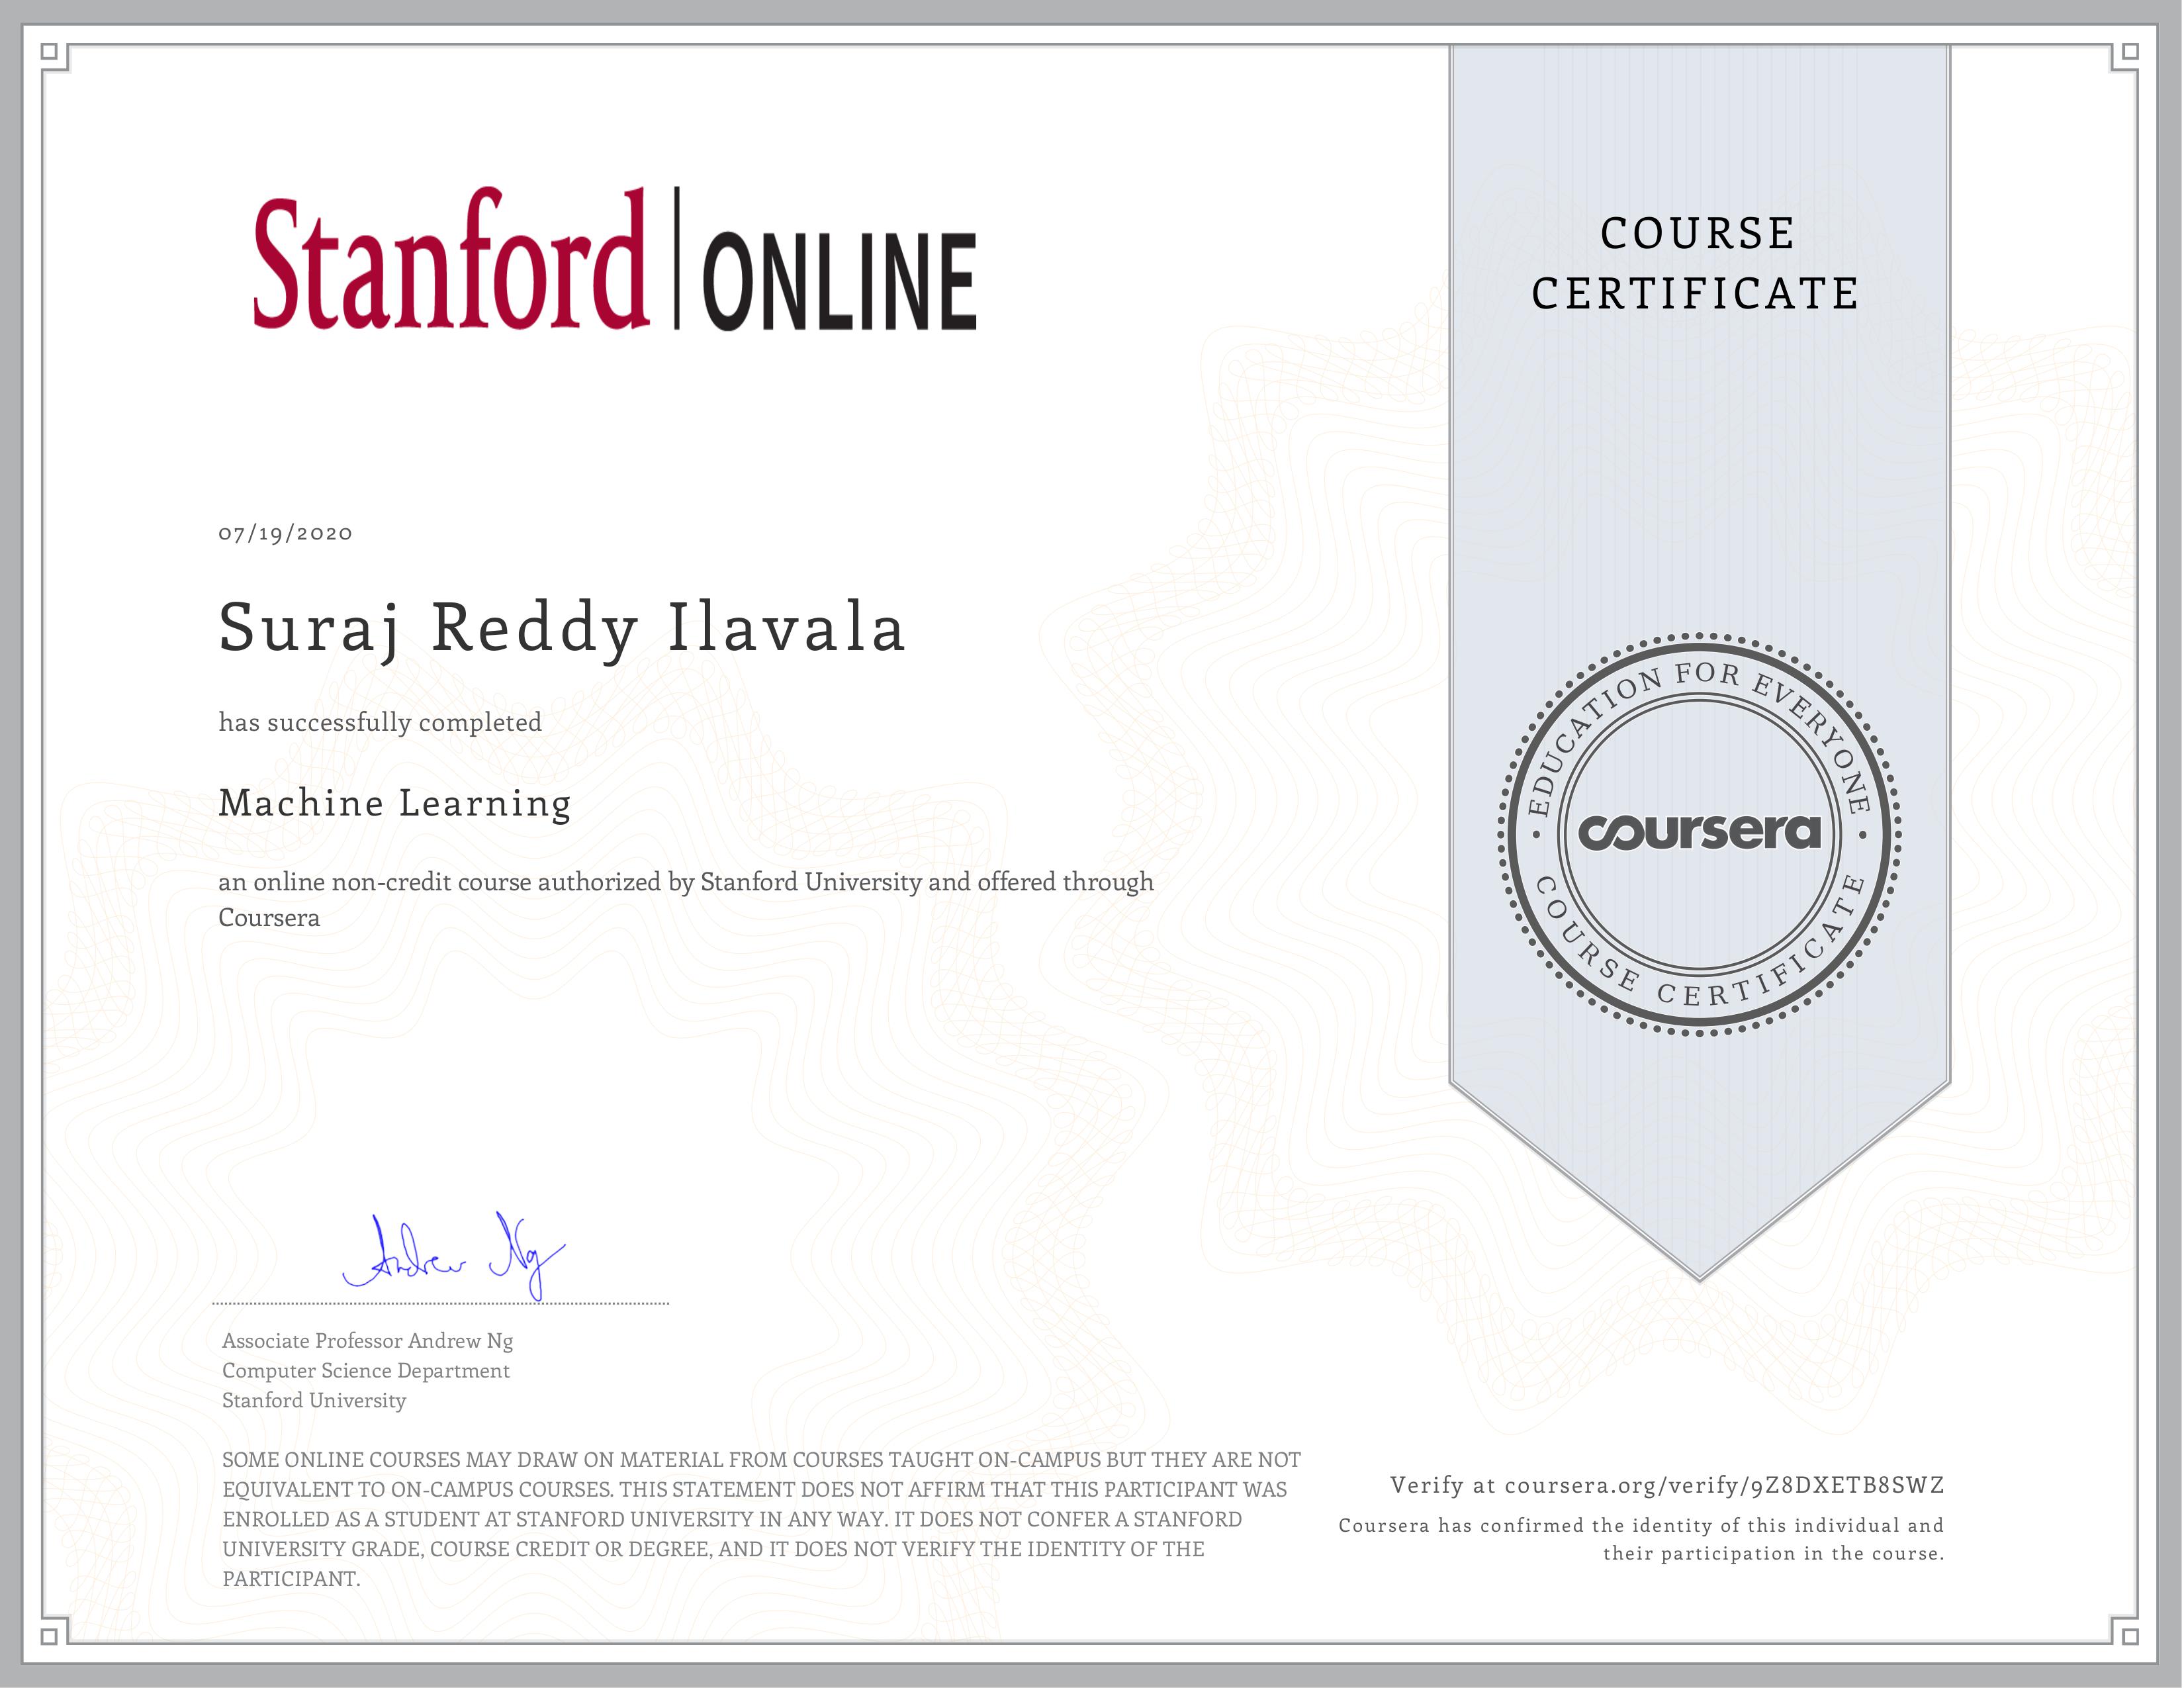 Stanford | ONLINE
COURSE
CERTIFICATE
07/19/2020
Suraj Reddy Ilavala
has successfully completed
Machine Learning
an online non-credit course authorized by Stanford University and offered through
Coursera
EDUCATION FOR EVERYONE
coursera
COURSE CERTIFICATE
Andrew Ng
Associate Professor Andrew Ng
Computer Science Department
Stanford University
SOME ONLINE COURSES MAY DRAW ON MATERIAL FROM COURSES TAUGHT ON-CAMPUS BUT THEY ARE NOT
EQUIVALENT TO ON-CAMPUS COURSES. THIS STATEMENT DOES NOT AFFIRM THAT THIS PARTICIPANT WAS
ENROLLED AS A STUDENT AT STANFORD UNIVERSITY IN ANY WAY. IT DOES NOT CONFER A STANFORD
UNIVERSITY GRADE, COURSE CREDIT OR DEGREE, AND IT DOES NOT VERIFY THE IDENTITY OF THE
PARTICIPANT.
Verify at coursera.org/verify/9Z8DXETB8SWZ
Coursera has confirmed the identity of this individual and
their participation in the course.